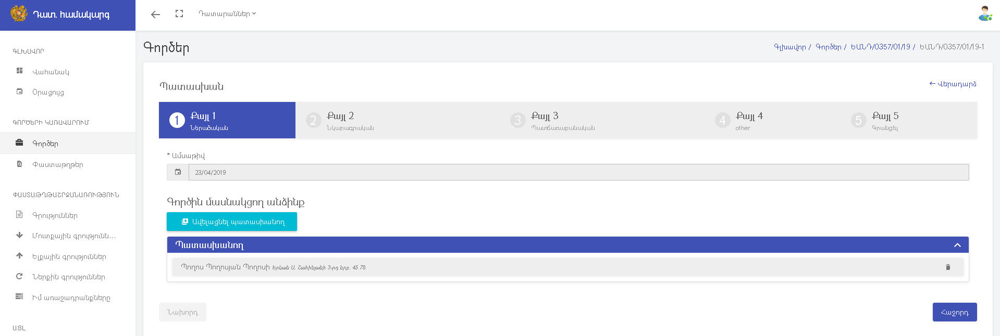 Դատ. համակարգ
Դատարաններ
ԳԼԽԱՎՈՐ
Վահանակ
Օրացույց
ԳՈՐԾԵՐԻ ԿԱՌԱՎԱՐՈՒՄ
Գործեր
Փաստաթղթեր
ՓԱՍՏԱԹՂԹԱՇՐՋԱՆԱՌՈՒԹՅՈՒՆ
Գրություններ
Մուտքային գրությունն...
Ելքային գրություններ
Ներքին գրություններ
Իմ առաջադրանքները
ԱՅԼ
Գործեր
Գլխավոր / Գործեր / ԵԱՆԴ/0357/01/19 / ԵԱՆԴ/0357/01/19-1
Պատասխան
← Վերադարձ
1 Քայլ 1
Ներածական
2 Քայլ 2
Նկարագրական
3 Քայլ 3
Պատճառաբանական
4 Քայլ 4
other
5 Քայլ 5
Գրանցել
* Ամսաթիվ
23/04/2019
Գործին մասնակցող անձինք
Ավելացնել պատասխանող
Պատասխանող
Պողոս Պողոսյան Պողոսի Երևան Ա. Շահինյանի 3-րդ նրբ. 45 78
Նախորդ
Հաջորդ